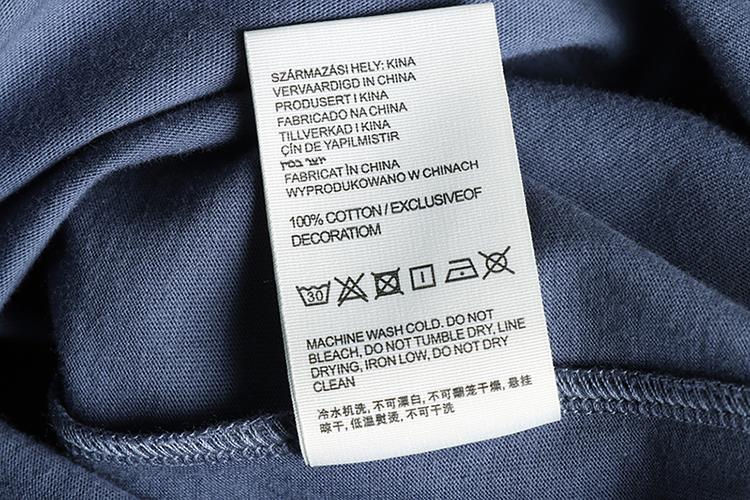 SZÁRMAZÁSI HELY: KINA
VERVAARDIGD IN CHINA
PRODUSERT I KINA
FABRICADO NA CHINA
TILLVERKAD I KINA
ÇİN DE YAPILMISTIR
FABRICAT ÎN CHINA
WYPRODUKOWANO W CHINACH
100% COTTON / EXCLUSIVEOF
DECORATIOM
30
MACHINE WASH COLD. DO NOT
BLEACH, DO NOT TUMBLE DRY, LINE
DRYING, IRON LOW, DO NOT DRY
CLEAN
冷水机洗, 不可漂白, 不可翻笼干燥, 悬挂
晾干, 低温熨烫, 不可干洗